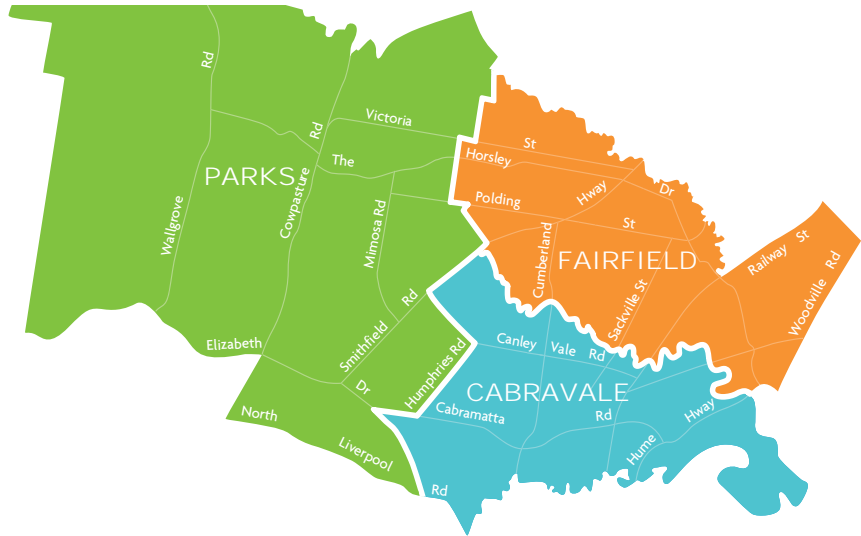 Rd
Victoria
Rd
St
The
Horsley
PARKS
Dr
Hway
Polding
Wallgrove
Cowpasture
Mimosa Rd
St
Railway St
Cumberland
FAIRFIELD
Woodville Rd
Sackville St
Rd
Smithfield
Elizabeth
Canley Vale Rd
Humphries Rd
Dr
CABRAVALE
North
Cabramatta
Rd
Hway
Hume
Liverpool
Rd